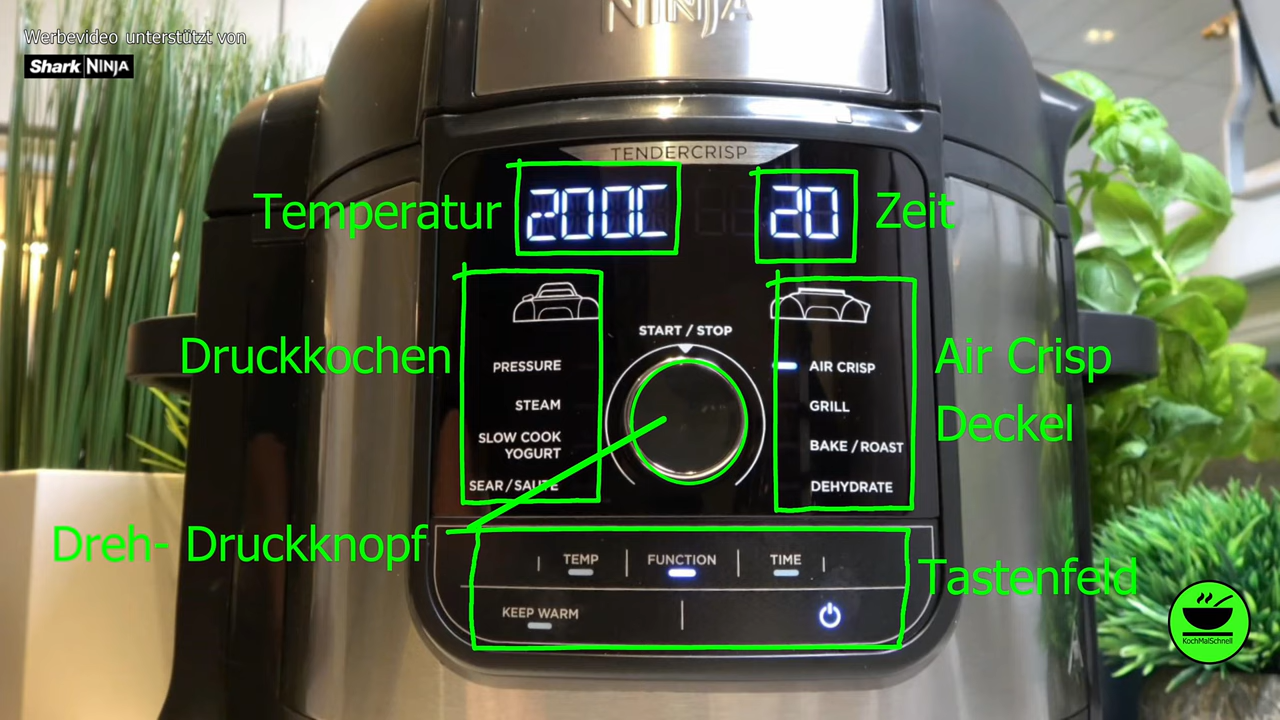 NINJA
Werbevideo unterstützt von
Shark NINJA
TENDERCRISP
Temperatur 200C 20 Zeit
START / STOP
Druckkochen
PRESSURE
STEAM
SLOW COOK
YOGURT
SEAR/SAUTÉ
AIR CRISP
GRILL
BAKE / ROAST
DEHYDRATE
Air Crisp
Deckel
Dreh- Druckknopf
TEMP FUNCTION TIME
KEEP WARM
Tastenfeld
KochMalSchnell